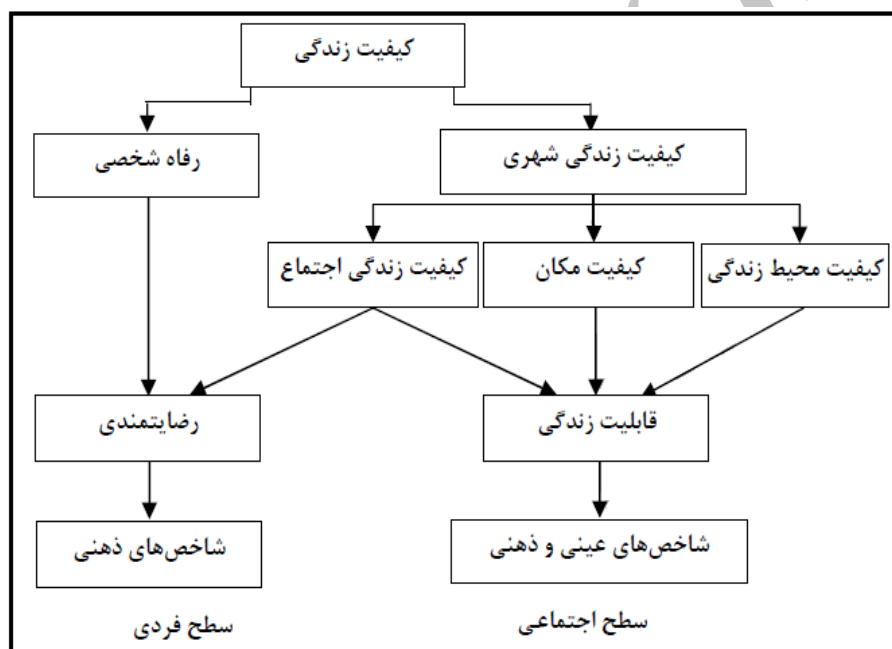 کیفیت زندگی
کیفیت زندگی شهری
رفاه شخصی
کیفیت محیط زندگی
کیفیت مکان
کیفیت زندگی اجتماع
قابلیت زندگی
رضایتمندی
شاخص‌های عینی و ذهنی
شاخص‌های ذهنی
سطح اجتماعی
سطح فردی